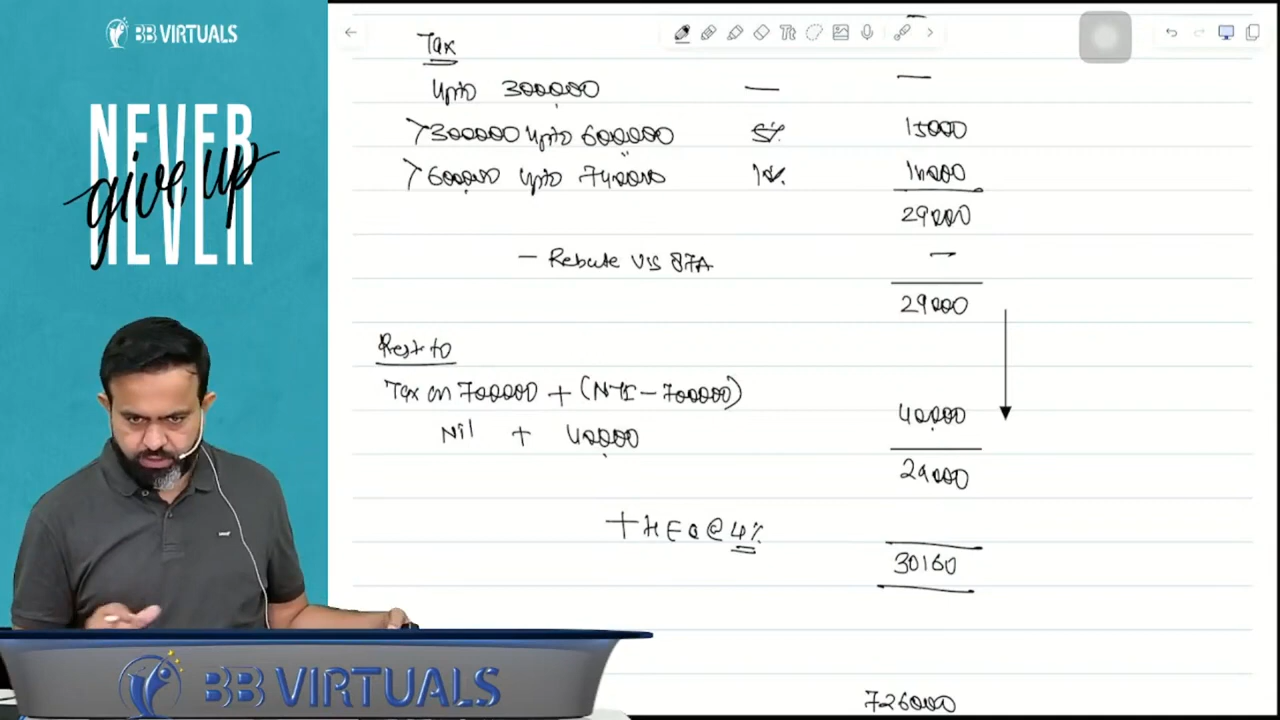 BB VIRTUALS
NEVER
give up
NEVER
Tax
Upto 300000 — —
>300000 upto 600000 5% 15000
>600000 upto 740000 10% 14000
29000
— Rebate u/s 87A —
29000
Rest to
Tax on 700000 + (NTI - 700000)
Nil + 40000 40000
29000
+ HEC @ 4%
30160
726000
Tt
BB VIRTUALS